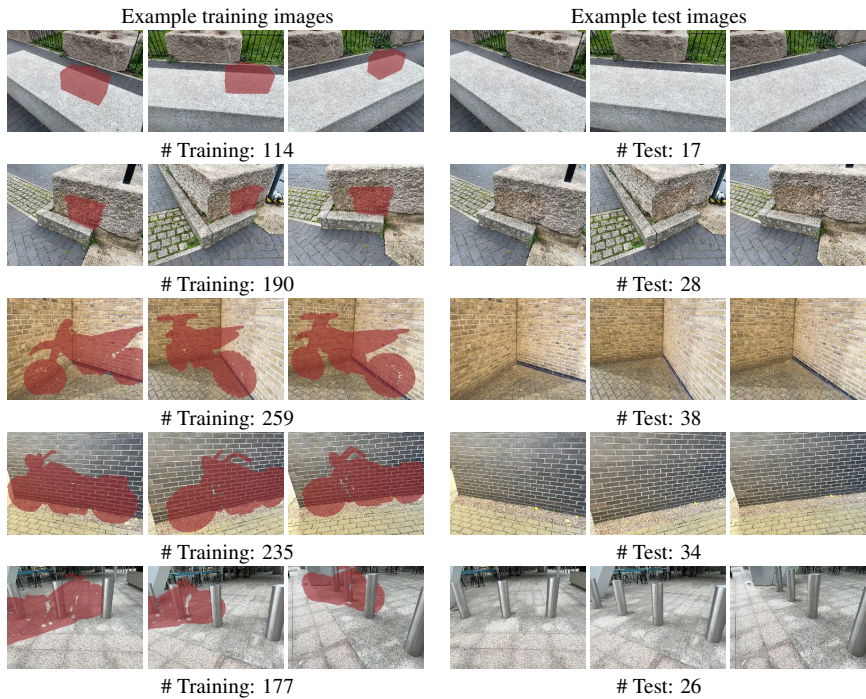 Example training images
Example test images
# Training: 114
# Test: 17
# Training: 190
# Test: 28
# Training: 259
# Test: 38
# Training: 235
# Test: 34
# Training: 177
# Test: 26